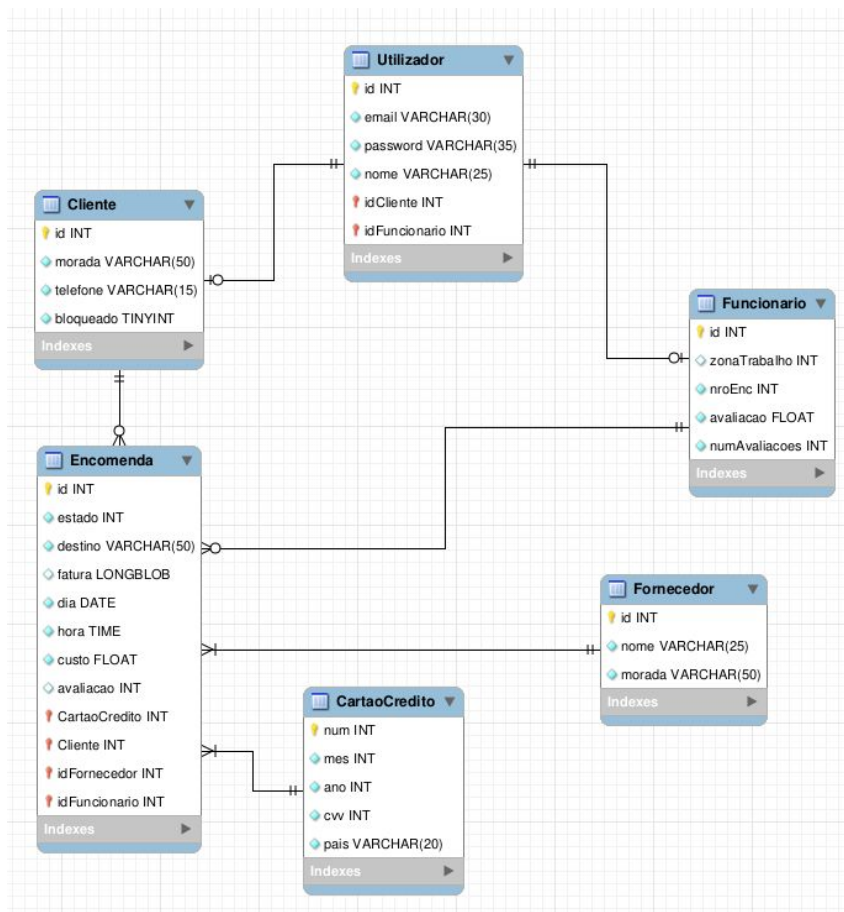 Utilizador
id INT
email VARCHAR(30)
password VARCHAR(35)
nome VARCHAR(25)
idCliente INT
idFuncionario INT
Indexes
Cliente
id INT
morada VARCHAR(50)
telefone VARCHAR(15)
bloqueado TINYINT
Indexes
Funcionario
id INT
zonaTrabalho INT
nroEnc INT
avaliacao FLOAT
numAvaliacoes INT
Indexes
Encomenda
id INT
estado INT
destino VARCHAR(50)
fatura LONGBLOB
dia DATE
hora TIME
custo FLOAT
avaliacao INT
CartaoCredito INT
Cliente INT
idFornecedor INT
idFuncionario INT
Indexes
Fornecedor
id INT
nome VARCHAR(25)
morada VARCHAR(50)
Indexes
CartaoCredito
num INT
mes INT
ano INT
cvv INT
pais VARCHAR(20)
Indexes